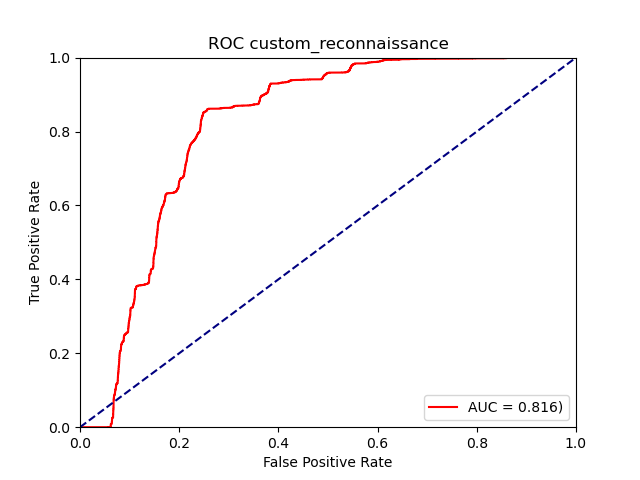 ROC custom_reconnaissance
True Positive Rate
1.0
0.8
0.6
0.4
0.2
0.0
0.0 0.2 0.4 0.6 0.8 1.0
False Positive Rate
AUC = 0.816)